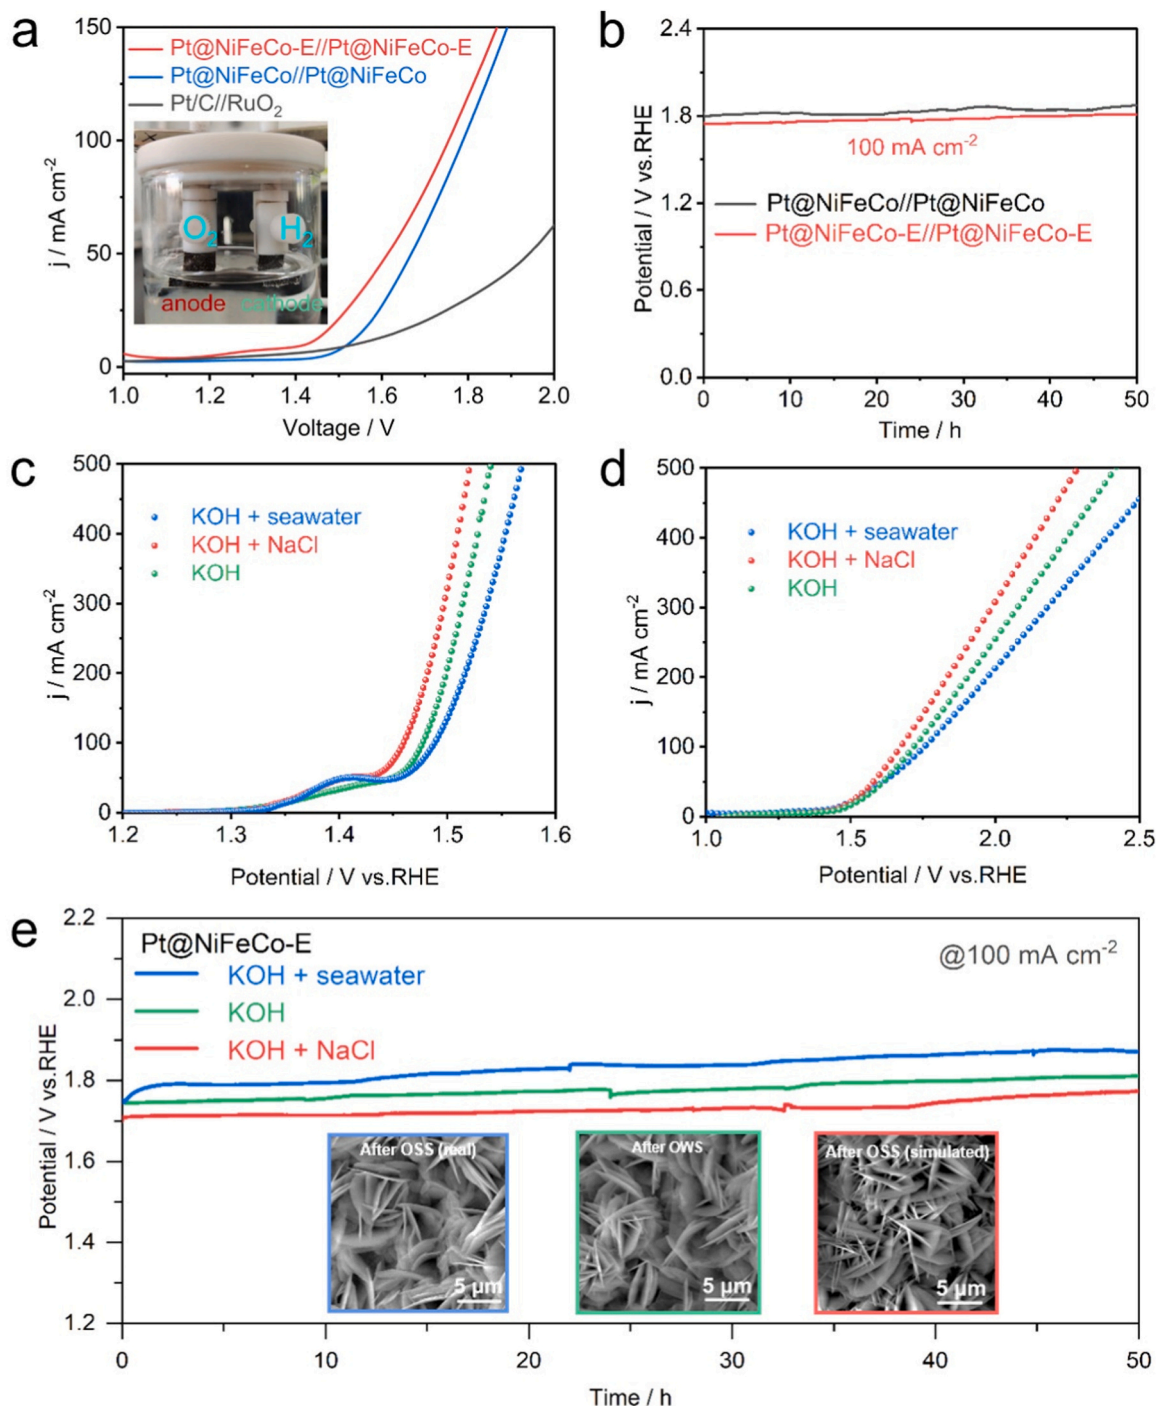 a
150
100
50
0
j / mA cm-2
Pt@NiFeCo-E//Pt@NiFeCo-E
Pt@NiFeCo//Pt@NiFeCo
Pt/C//RuO2
O2
H2
anode
cathode
1.0
1.2
1.4
1.6
1.8
2.0
Voltage / V
b
2.4
1.8
1.2
0.6
0.0
Potential / V vs.RHE
100 mA cm-2
Pt@NiFeCo//Pt@NiFeCo
Pt@NiFeCo-E//Pt@NiFeCo-E
0
10
20
30
40
50
Time / h
c
500
400
300
200
100
0
j / mA cm-2
KOH + seawater
KOH + NaCl
KOH
1.2
1.3
1.4
1.5
1.6
Potential / V vs.RHE
d
500
400
300
200
100
0
j / mA cm-2
KOH + seawater
KOH + NaCl
KOH
1.0
1.5
2.0
2.5
Potential / V vs.RHE
e
2.2
2.0
1.8
1.6
1.4
1.2
Potential / V vs.RHE
Pt@NiFeCo-E
@100 mA cm-2
KOH + seawater
KOH
KOH + NaCl
After OSS (real)
5 µm
After OWS
5 µm
After OSS (simulated)
5 µm
0
10
20
30
40
50
Time / h